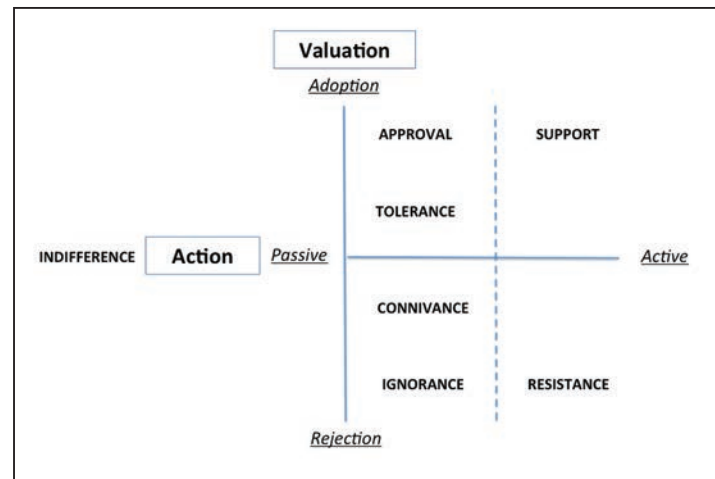 Valuation
Adoption
APPROVAL SUPPORT
TOLERANCE
INDIFFERENCE Action Passive Active
CONNIVANCE
IGNORANCE RESISTANCE
Rejection